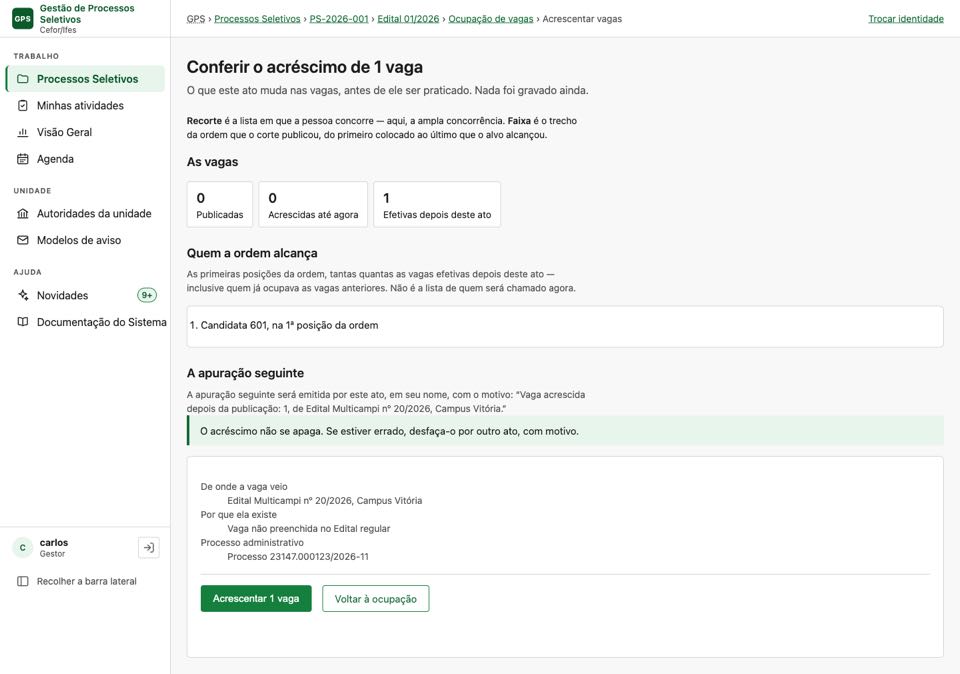 GPS
Gestão de Processos
Seletivos
Cefor/Ifes
GPS › Processos Seletivos › PS-2026-001 › Edital 01/2026 › Ocupação de vagas › Acrescentar vagas
Trocar identidade
TRABALHO
Processos Seletivos
Minhas atividades
Visão Geral
Agenda
UNIDADE
Autoridades da unidade
Modelos de aviso
AJUDA
Novidades
9+
Documentação do Sistema
C
carlos
Gestor
Recolher a barra lateral
Conferir o acréscimo de 1 vaga
O que este ato muda nas vagas, antes de ele ser praticado. Nada foi gravado ainda.
Recorte é a lista em que a pessoa concorre — aqui, a ampla concorrência. Faixa é o trecho
da ordem que o corte publicou, do primeiro colocado ao último que o alvo alcançou.
As vagas
0
Publicadas
0
Acrescidas até agora
1
Efetivas depois deste ato
Quem a ordem alcança
As primeiras posições da ordem, tantas quantas as vagas efetivas depois deste ato —
inclusive quem já ocupava as vagas anteriores. Não é a lista de quem será chamado agora.
1. Candidata 601, na 1ª posição da ordem
A apuração seguinte
A apuração seguinte será emitida por este ato, em seu nome, com o motivo: "Vaga acrescida
depois da publicação: 1, de Edital Multicampi nº 20/2026, Campus Vitória."
O acréscimo não se apaga. Se estiver errado, desfaça-o por outro ato, com motivo.
De onde a vaga veio
Edital Multicampi nº 20/2026, Campus Vitória
Por que ela existe
Vaga não preenchida no Edital regular
Processo administrativo
Processo 23147.000123/2026-11
Acrescentar 1 vaga
Voltar à ocupação